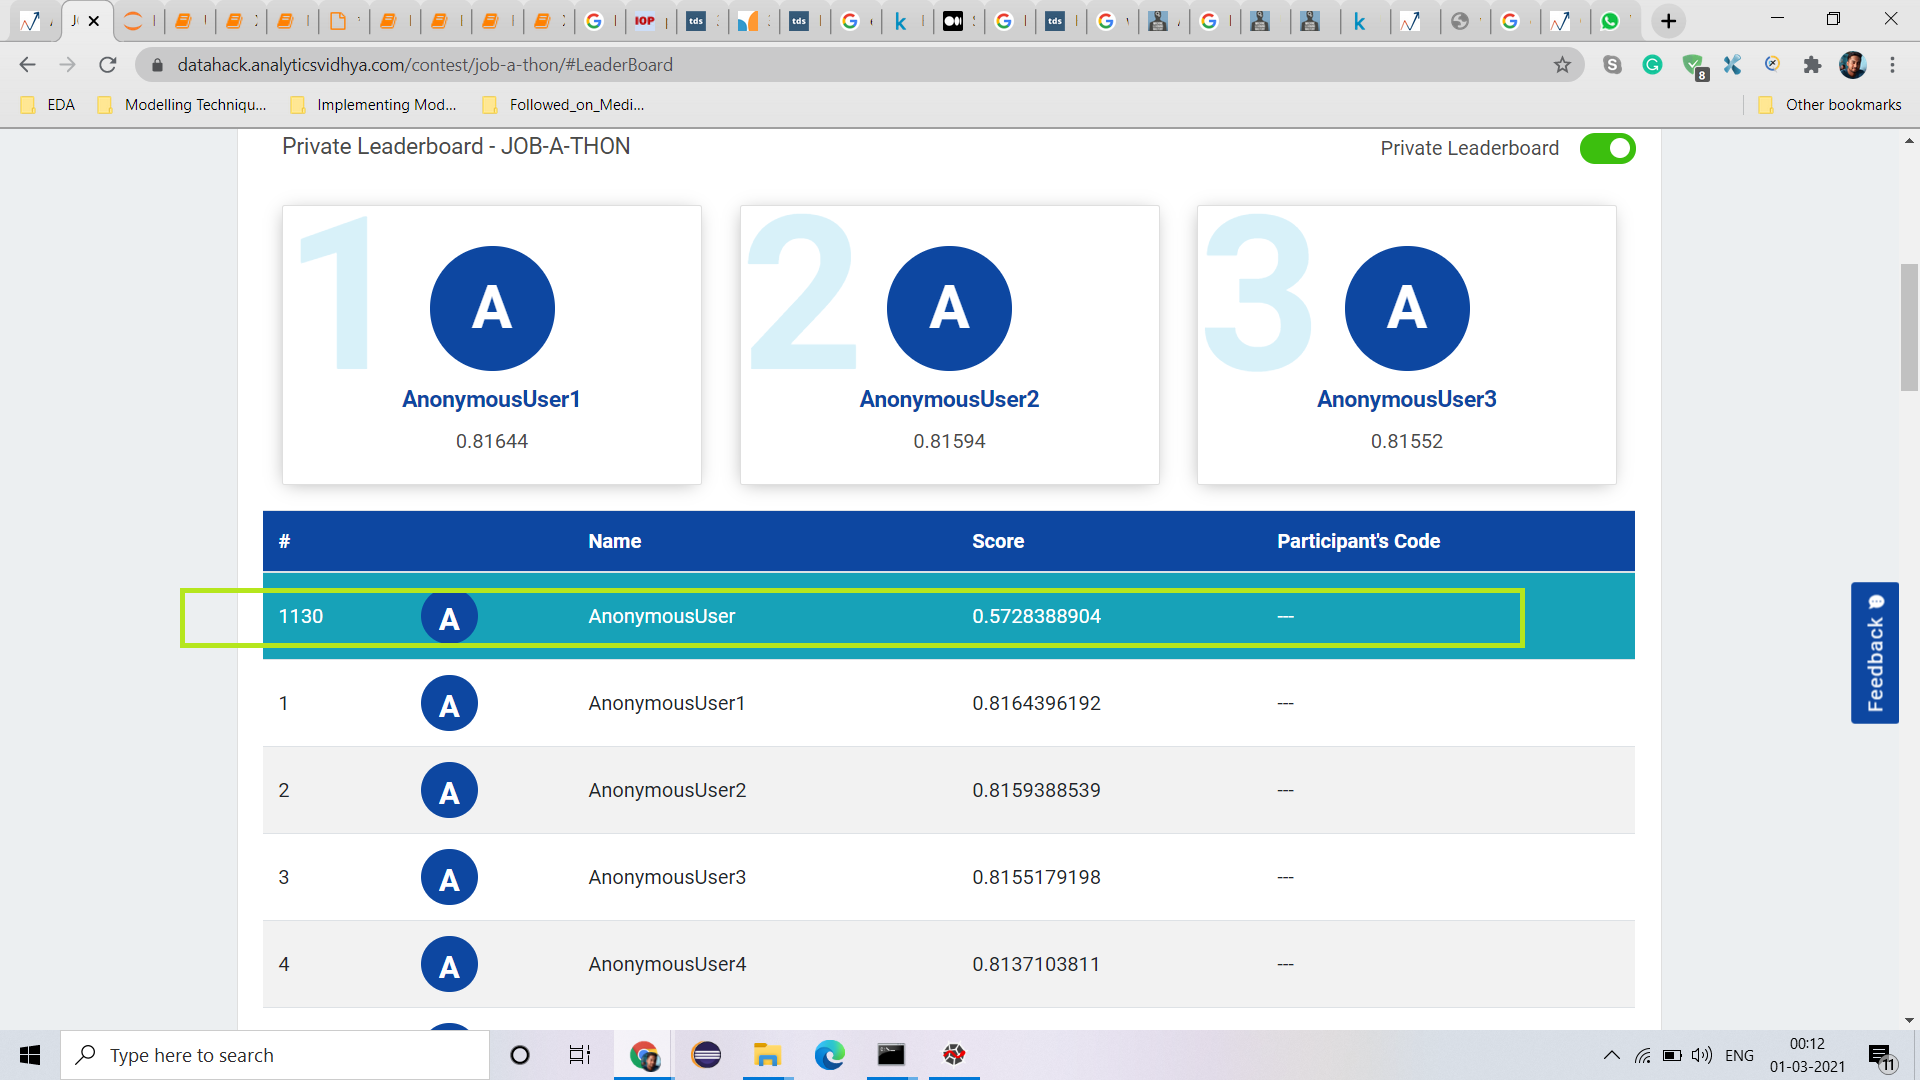 datahack.analyticsvidhya.com/contest/job-a-thon/#LeaderBoard
8
EDA
Modelling Techniqu...
Implementing Mod...
Followed_on_Medi...
Other bookmarks
Private Leaderboard - JOB-A-THON
Private Leaderboard
1
A
AnonymousUser1
0.81644
2
A
AnonymousUser2
0.81594
3
A
AnonymousUser3
0.81552
# Name Score Participant's Code
1130 A AnonymousUser 0.5728388904 ---
1 A AnonymousUser1 0.8164396192 ---
2 A AnonymousUser2 0.8159388539 ---
3 A AnonymousUser3 0.8155179198 ---
4 A AnonymousUser4 0.8137103811 ---
Feedback
Type here to search
ENG
00:12
01-03-2021
11